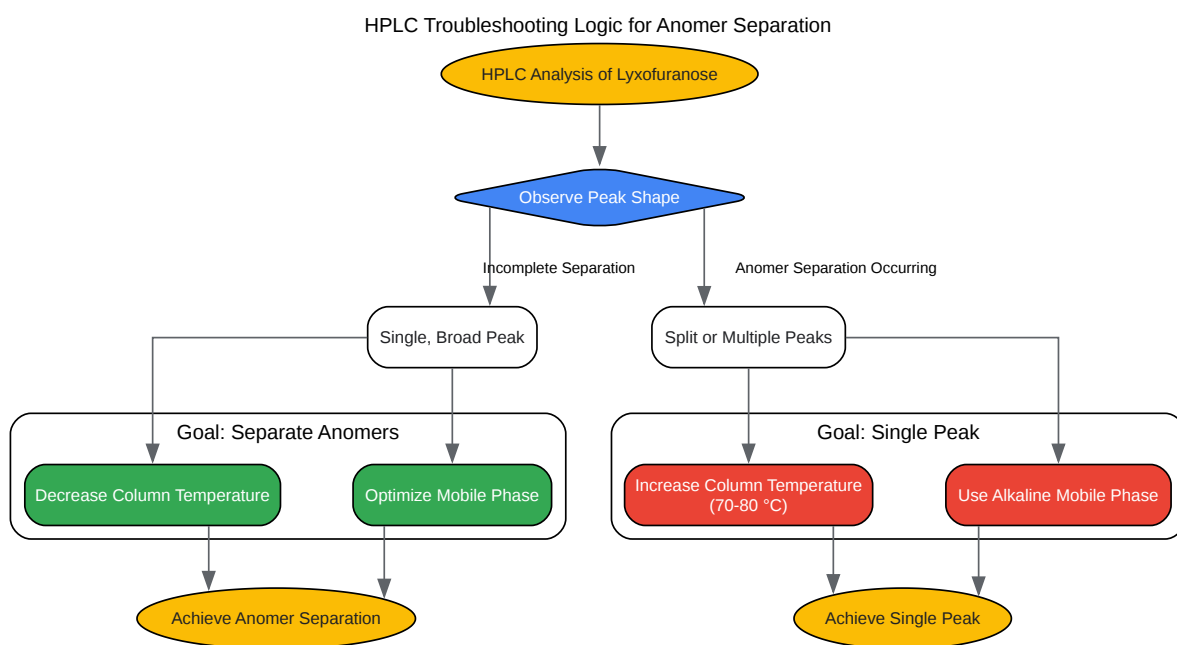 HPLC Troubleshooting Logic for Anomer Separation
HPLC Analysis of Lyxofuranose
Observe Peak Shape
Incomplete Separation
Anomer Separation Occurring
Single, Broad Peak
Split or Multiple Peaks
Goal: Separate Anomers
Goal: Single Peak
Decrease Column Temperature
Optimize Mobile Phase
Increase Column Temperature
(70-80 °C)
Use Alkaline Mobile Phase
Achieve Anomer Separation
Achieve Single Peak